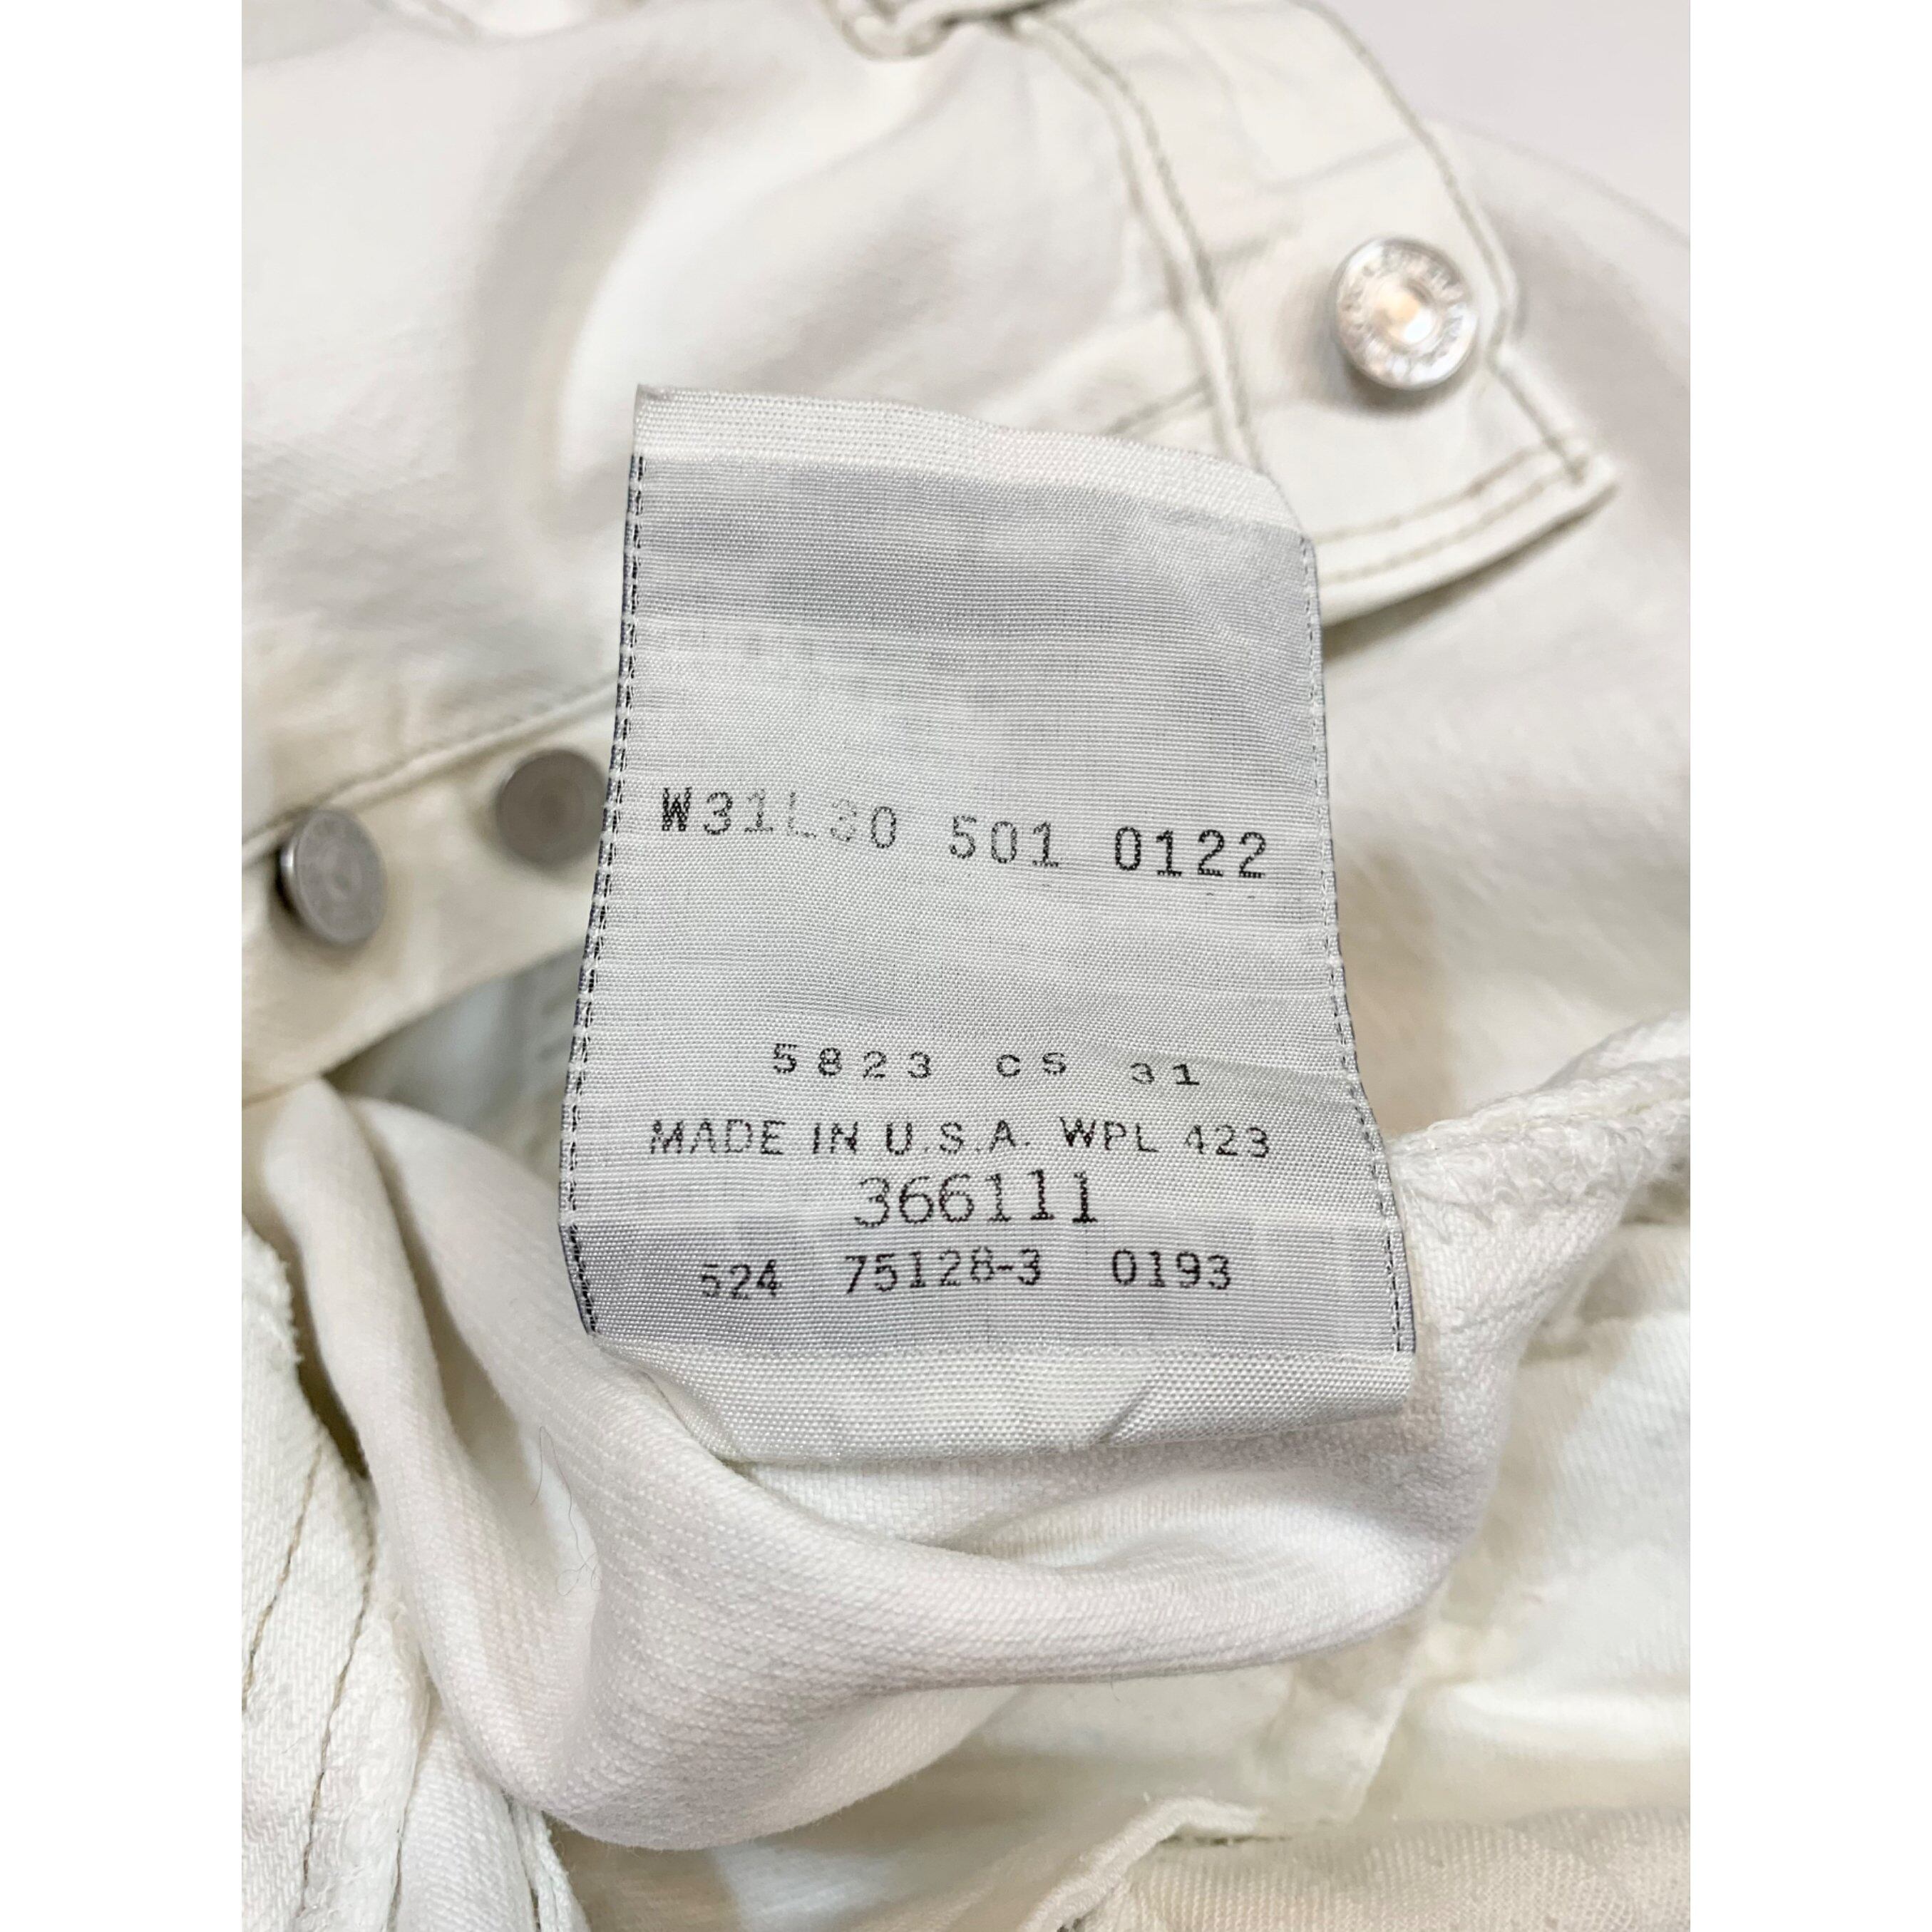 W31L30 501 0122
5823 CS 31
MADE IN U.S.A. WPL 423
366111
524 75128-3 0193